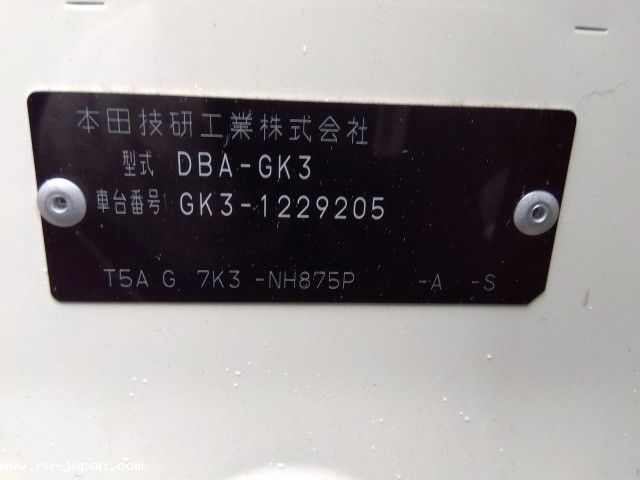 本田技研工業株式会社
型式 DBA-GK3
車台番号 GK3-1229205
T5A G 7K3 -NH875P -A -S
www.ru-japan.com